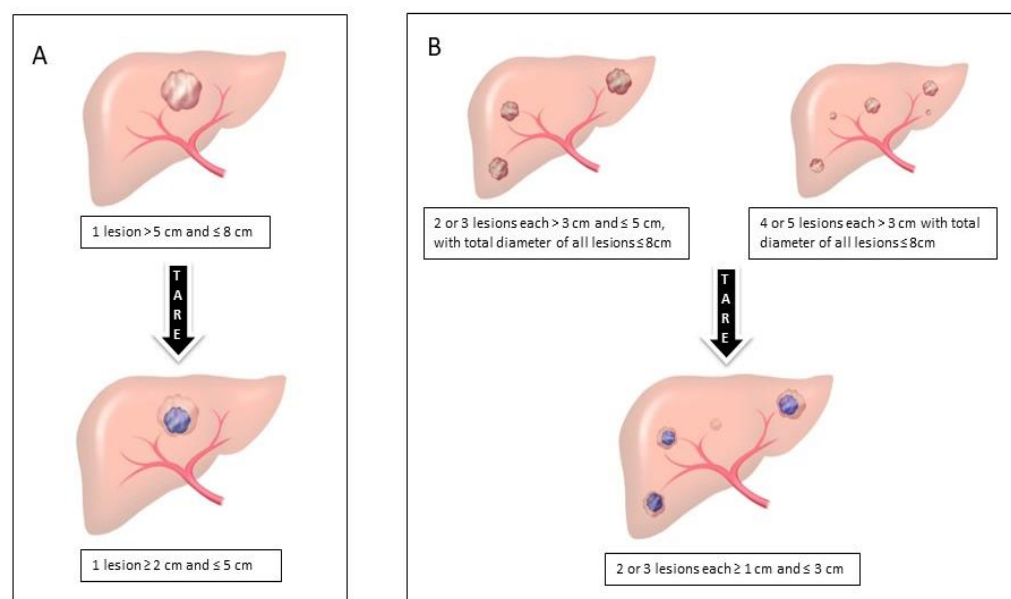 A
1 lesion >5 cm and ≤ 8 cm
TARE
1 lesion ≥ 2 cm and ≤ 5 cm
B
2 or 3 lesions each > 3 cm and ≤ 5 cm,
with total diameter of all lesions ≤8cm
4 or 5 lesions each > 3 cm with total
diameter of all lesions ≤8cm
TARE
2 or 3 lesions each ≥ 1 cm and ≤ 3 cm